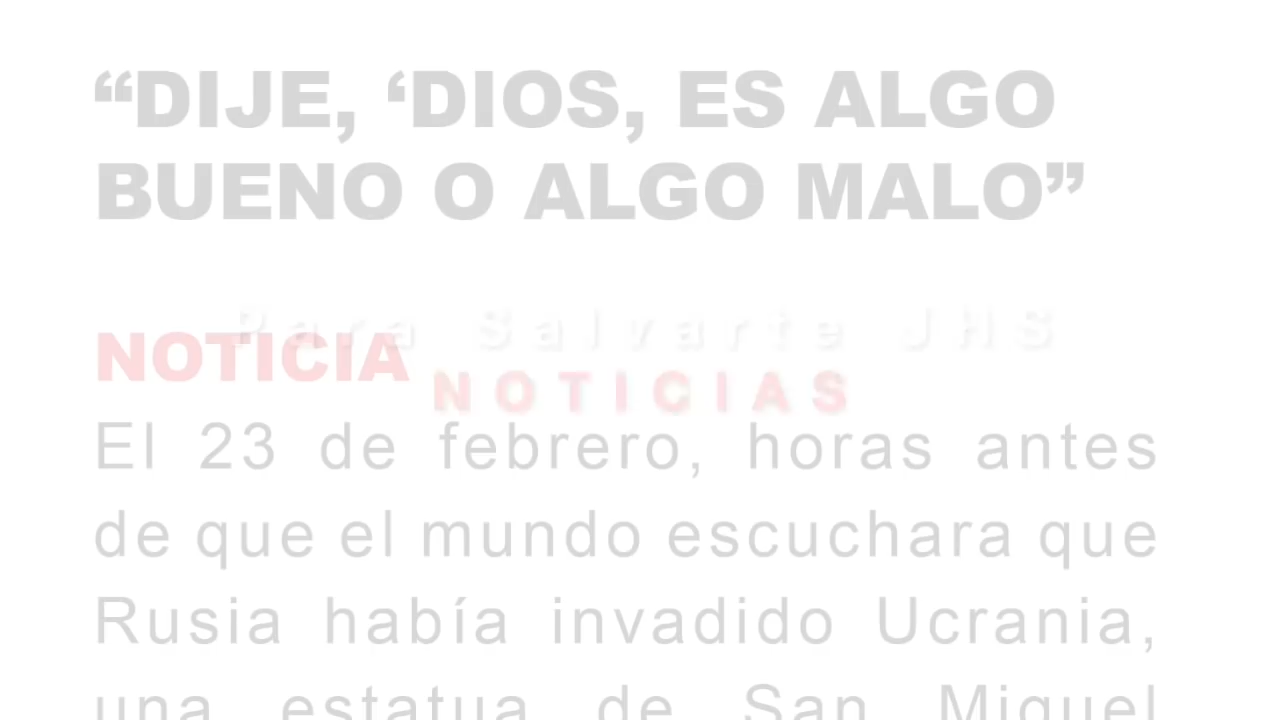 “DIJE, ‘DIOS, ES ALGO
BUENO O ALGO MALO”
Para Salvarte JHS
NOTICIA
NOTICIAS
El 23 de febrero, horas antes
de que el mundo escuchara que
Rusia había invadido Ucrania,
una estatua de San Miguel